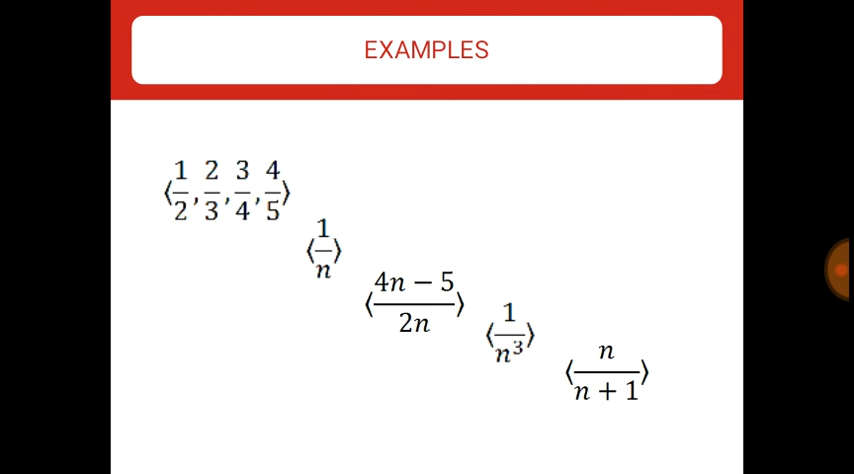 EXAMPLES
⟨1/2, 2/3, 3/4, 4/5⟩
⟨1/n⟩
⟨(4n − 5)/2n⟩
⟨1/n³⟩
⟨n/(n + 1)⟩